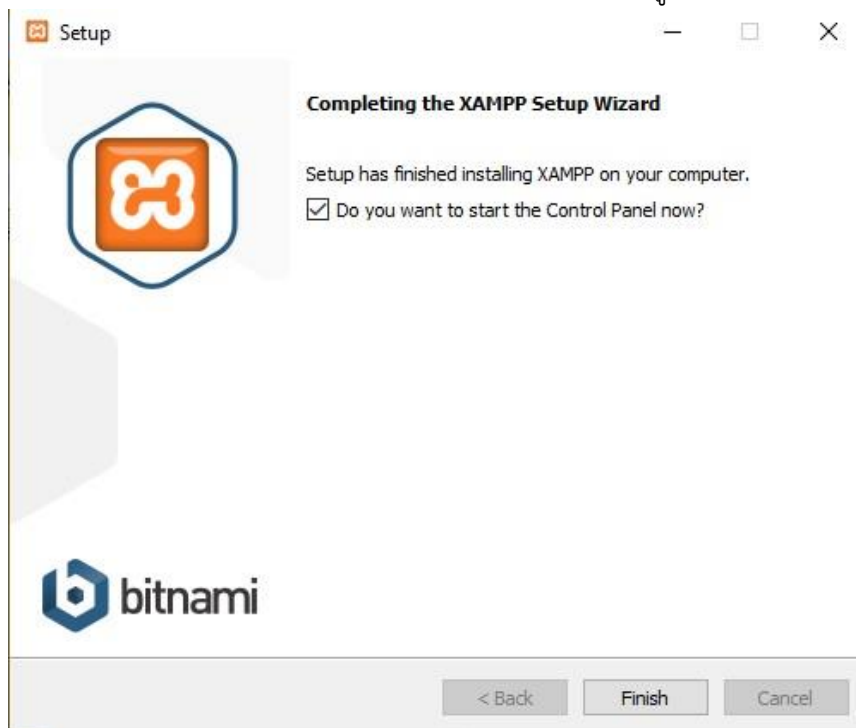 Setup
Completing the XAMPP Setup Wizard
Setup has finished installing XAMPP on your computer.
Do you want to start the Control Panel now?
bitnami
< Back
Finish
Cancel